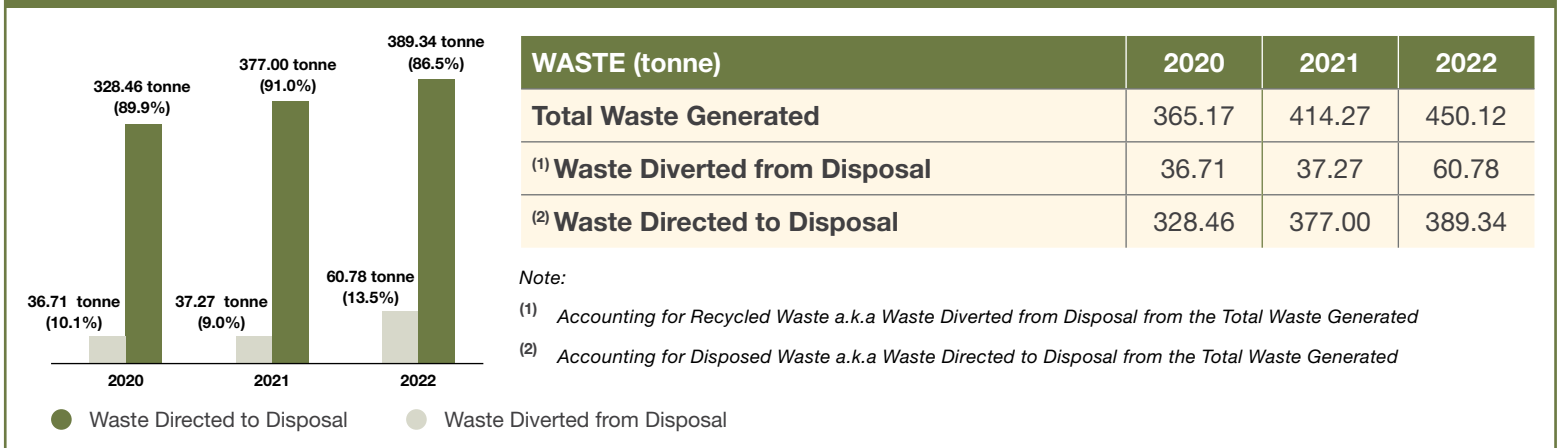 389.34 tonne
(86.5%)
377.00 tonne
(91.0%)
328.46 tonne
(89.9%)
60.78 tonne
(13.5%)
36.71 tonne
(10.1%)
37.27 tonne
(9.0%)
2020 2021 2022
Waste Directed to Disposal Waste Diverted from Disposal
WASTE (tonne) 2020 2021 2022
Total Waste Generated 365.17 414.27 450.12
(1) Waste Diverted from Disposal 36.71 37.27 60.78
(2) Waste Directed to Disposal 328.46 377.00 389.34
Note:
(1) Accounting for Recycled Waste a.k.a Waste Diverted from Disposal from the Total Waste Generated
(2) Accounting for Disposed Waste a.k.a Waste Directed to Disposal from the Total Waste Generated